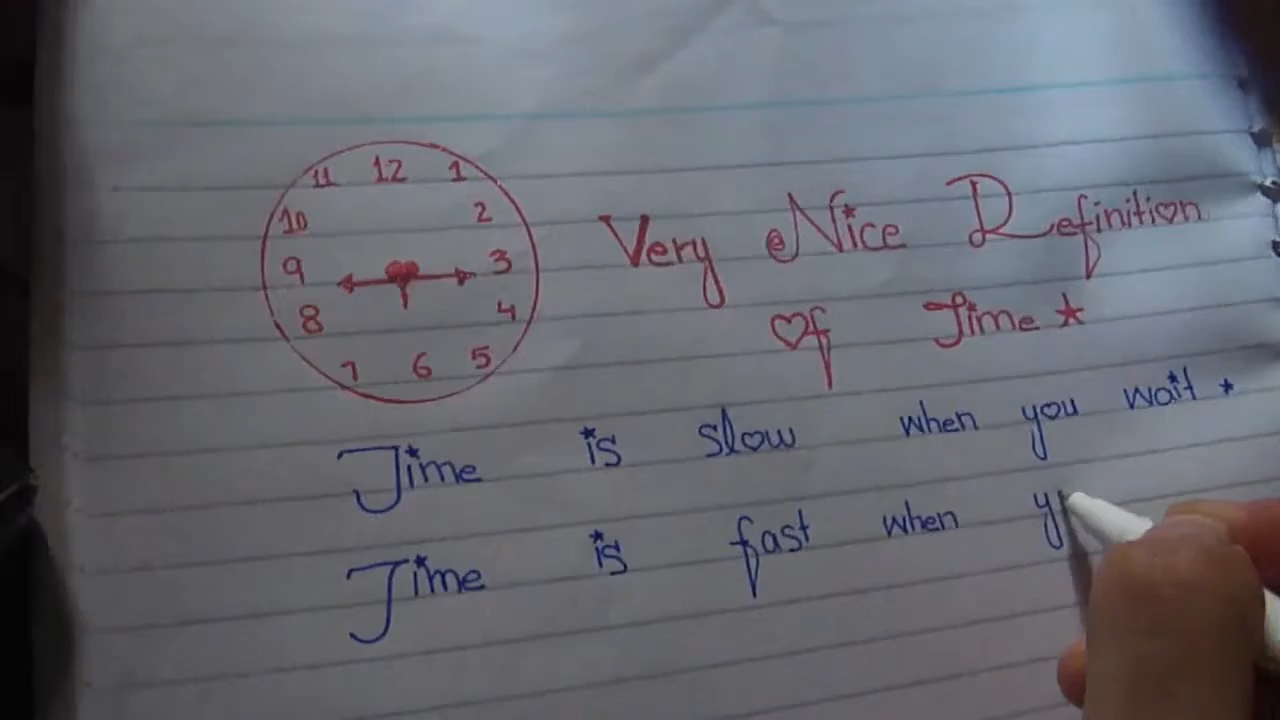 11 12 1
10 2
9 3
8 4
7 6 5
Very Nice Definition
Of Time
Time is slow when you wait
Time is fast when y